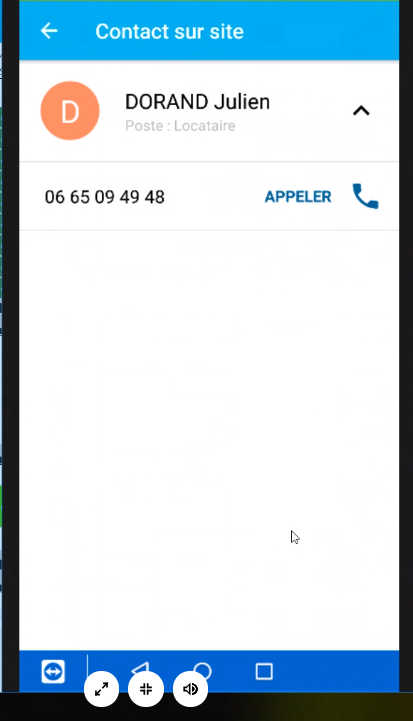 Contact sur site
D
DORAND Julien
Poste : Locataire
06 65 09 49 48
APPELER